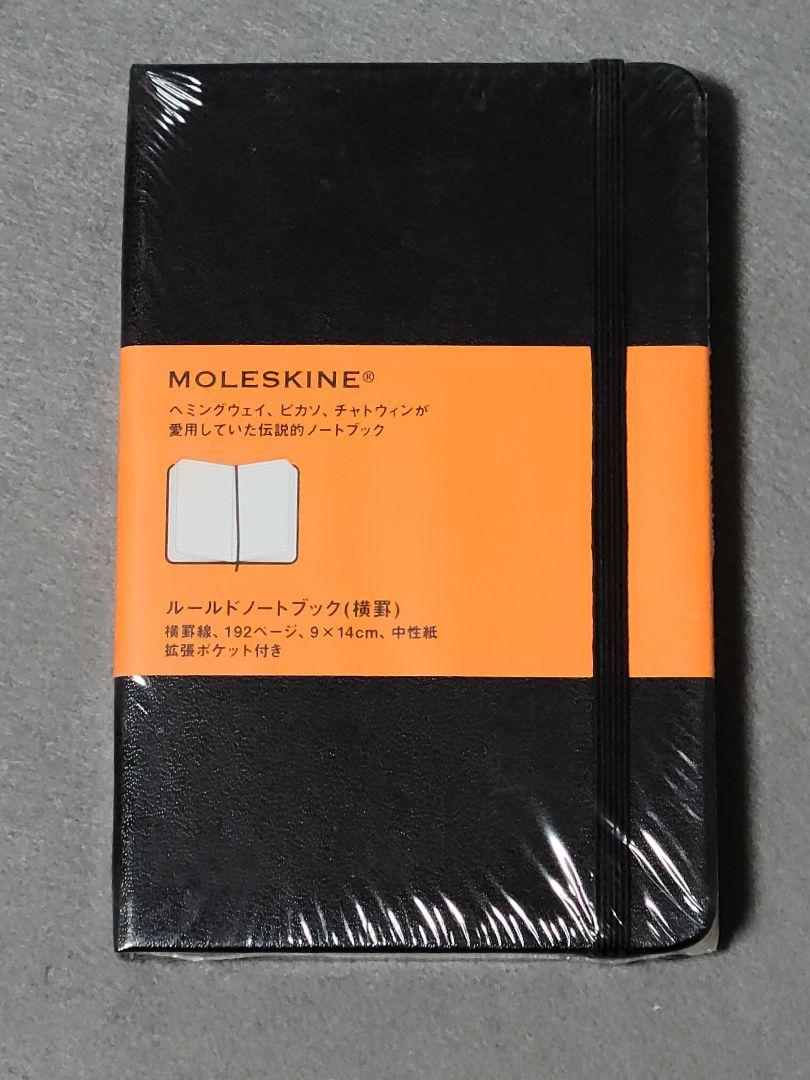 MOLESKINE®
ヘミングウェイ、ピカソ、チャトウィンが
愛用していた伝説的ノートブック
ルールドノートブック(横罫)
横罫線、192ページ、9×14cm、中性紙
拡張ポケット付き